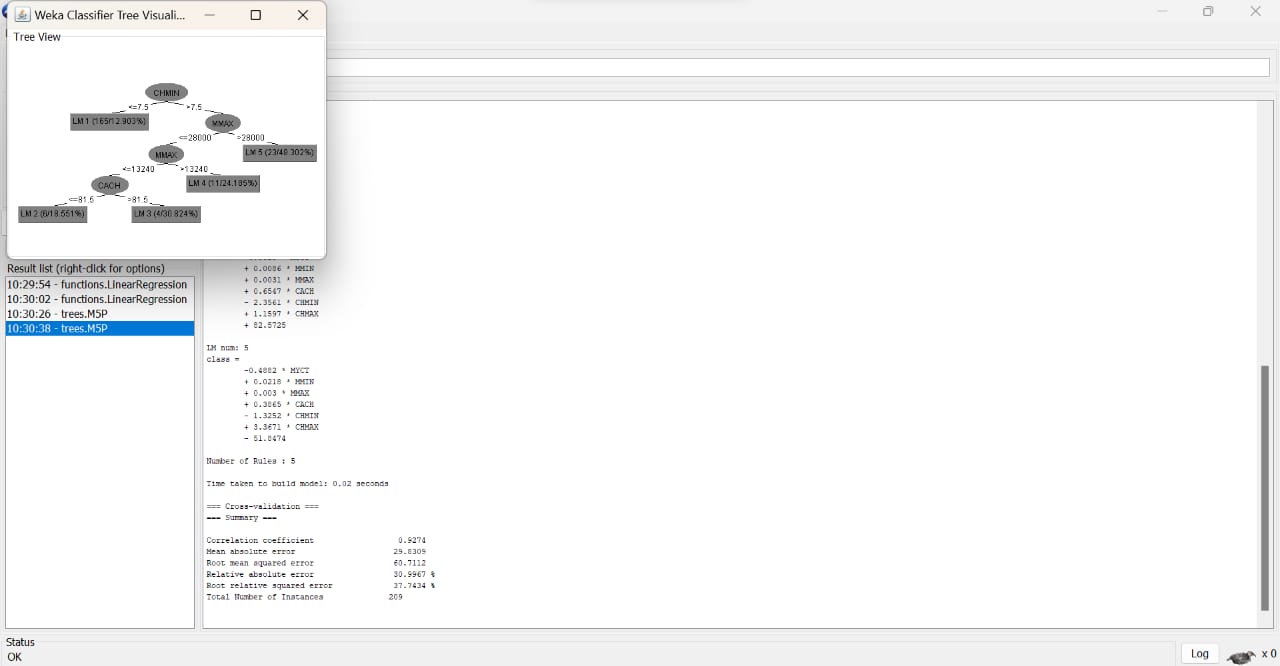 Weka Classifier Tree Visuali...
Tree View
CHMIN
<=7.5 >7.5
LM 1 (165/12.903%)
MMAX
<=28000 >28000
MMAX
LM 5 (23/48.302%)
<=13240 >13240
CACH
LM 4 (11/24.185%)
<=81.5 >81.5
LM 2 (6/18.551%)
LM 3 (4/30.824%)
Result list (right-click for options)
10:29:54 - functions.LinearRegression
10:30:02 - functions.LinearRegression
10:30:26 - trees.M5P
10:30:38 - trees.M5P
+ 0.0086 * MMIN
+ 0.0031 * MMAX
+ 0.6547 * CACH
- 2.3561 * CHMIN
+ 1.1597 * CHMAX
+ 82.5725
LM num: 5
class =
-0.4882 * MYCT
+ 0.0218 * MMIN
+ 0.003 * MMAX
+ 0.3865 * CACH
- 1.3252 * CHMIN
+ 3.3671 * CHMAX
- 51.8474
Number of Rules : 5
Time taken to build model: 0.02 seconds
=== Cross-validation ===
=== Summary ===
Correlation coefficient 0.9274
Mean absolute error 29.8309
Root mean squared error 60.7112
Relative absolute error 30.9967 %
Root relative squared error 37.7434 %
Total Number of Instances 209
Status
OK
Log
x 0